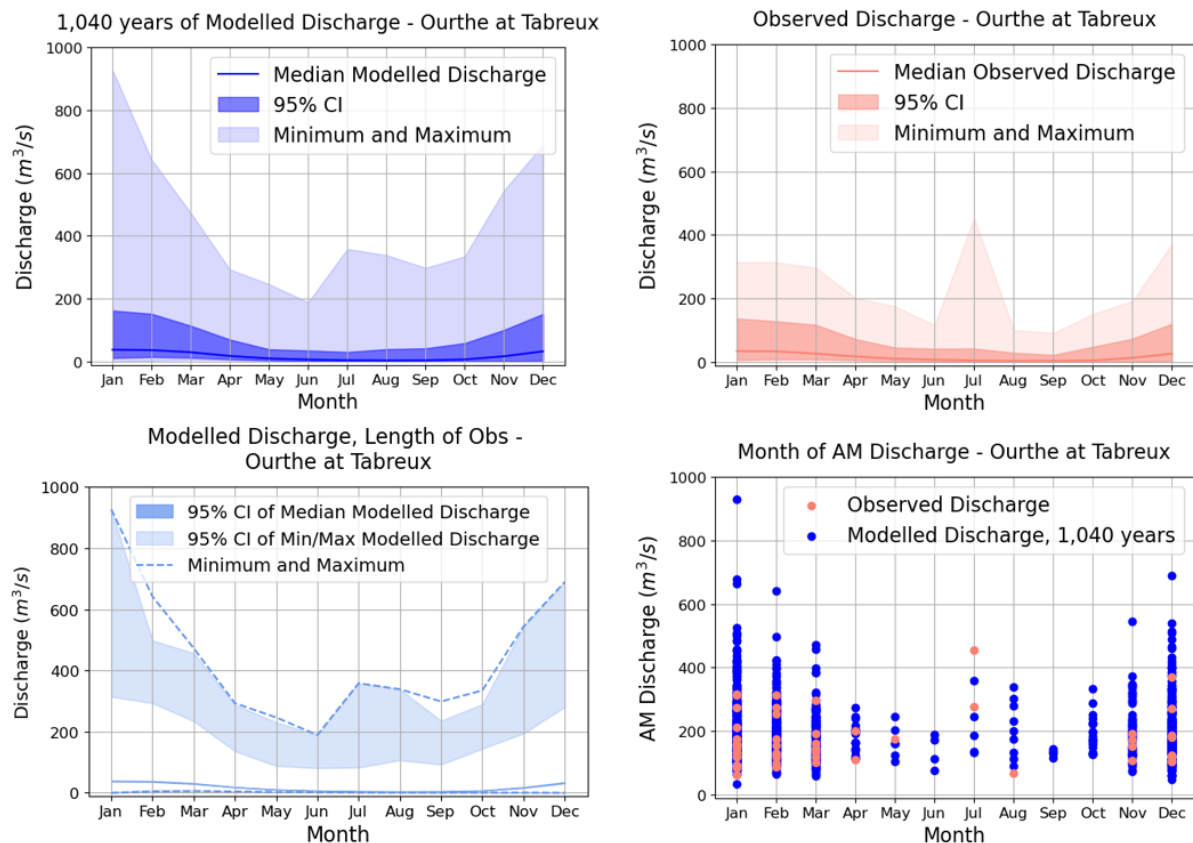 1,040 years of Modelled Discharge - Ourthe at Tabreux
1000
800
600
400
200
0
Discharge (m³/s)
Median Modelled Discharge
95% CI
Minimum and Maximum
Jan Feb Mar Apr May Jun Jul Aug Sep Oct Nov Dec
Month
Observed Discharge - Ourthe at Tabreux
1000
800
600
400
200
0
Discharge (m³/s)
Median Observed Discharge
95% CI
Minimum and Maximum
Jan Feb Mar Apr May Jun Jul Aug Sep Oct Nov Dec
Month
Modelled Discharge, Length of Obs -
Ourthe at Tabreux
1000
800
600
400
200
0
Discharge (m³/s)
95% CI of Median Modelled Discharge
95% CI of Min/Max Modelled Discharge
Minimum and Maximum
Jan Feb Mar Apr May Jun Jul Aug Sep Oct Nov Dec
Month
Month of AM Discharge - Ourthe at Tabreux
1000
800
600
400
200
0
AM Discharge (m³/s)
Observed Discharge
Modelled Discharge, 1,040 years
Jan Feb Mar Apr May Jun Jul Aug Sep Oct Nov Dec
Month